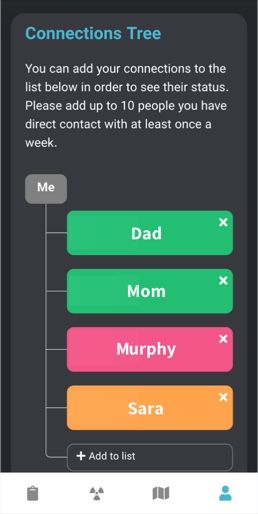 Connections Tree
You can add your connections to the
list below in order to see their status.
Please add up to 10 people you have
direct contact with at least once a
week.
Me
Dad
Mom
Murphy
Sara
+ Add to list